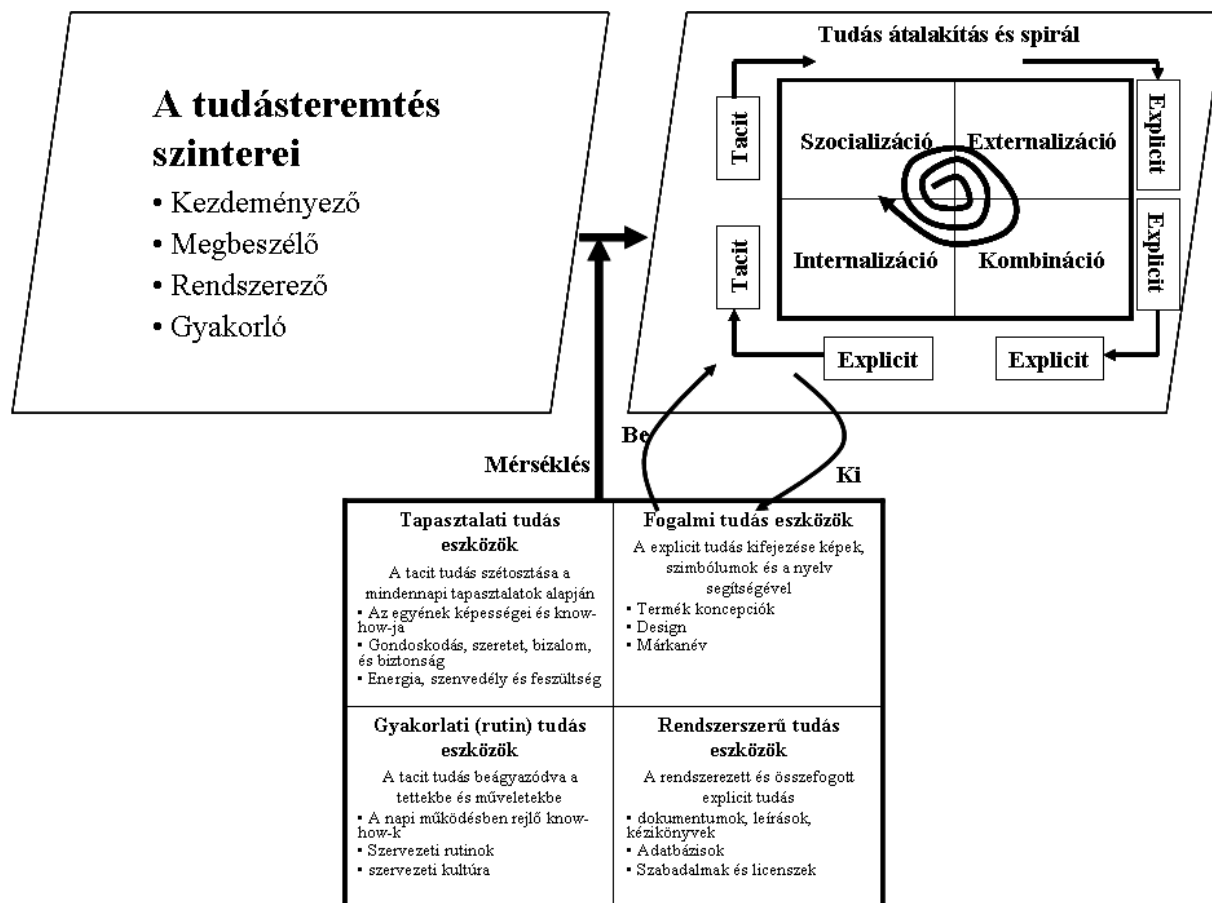 A tudásteremtés
szinterei
• Kezdeményező
• Megbeszélő
• Rendszerező
• Gyakorló
Tudás átalakítás és spirál
Tacit
Szocializáció
Externalizáció
Explicit
Tacit
Internalizáció
Kombináció
Explicit
Explicit
Explicit
Be
Mérséklés
Ki
Tapasztalati tudás
eszközök
A tacit tudás szétosztása a
mindennapi tapasztalatok alapján
▪ Az egyének képességei és know-
how-ja
▪ Gondoskodás, szeretet, bizalom,
és biztonság
▪ Energia, szenvedély és feszültség
Fogalmi tudás eszközök
A explicit tudás kifejezése képek,
szimbólumok és a nyelv
segítségével
▪ Termék koncepciók
▪ Design
▪ Márkanév
Gyakorlati (rutin) tudás
eszközök
A tacit tudás beágyazódva a
tettekbe és műveletekbe
▪ A napi működésben rejlő know-
how-k
▪ Szervezeti rutinok
▪ szervezeti kultúra
Rendszerszerű tudás
eszközök
A rendszerezett és összefogott
explicit tudás
▪ dokumentumok, leírások,
kézikönyvek
▪ Adatbázisok
▪ Szabadalmak és licenszek